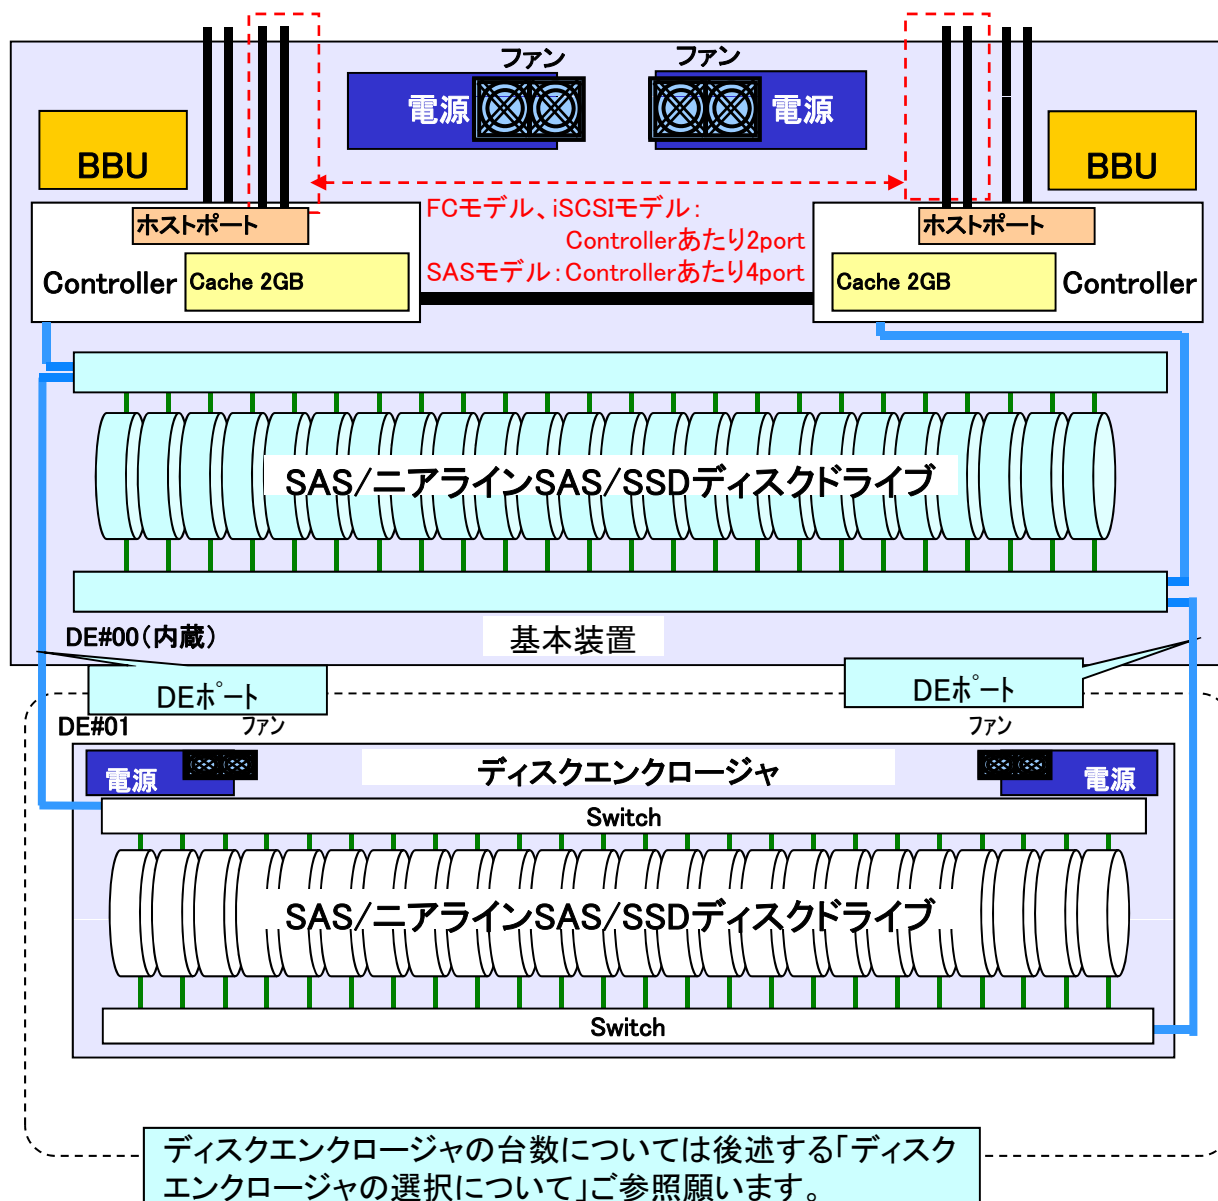 ファン
ファン
電源
電源
BBU
BBU
FCモデル、iSCSIモデル：
Controllerあたり2port
SASモデル：Controllerあたり4port
ホストポート
ホストポート
Controller
Cache 2GB
Cache 2GB
Controller
SAS/ニアラインSAS/SSDディスクドライブ
DE#00（内蔵）
基本装置
DEﾎﾟｰﾄ
DEﾎﾟｰﾄ
DE#01
ファン
ファン
電源
ディスクエンクロージャ
電源
Switch
SAS/ニアラインSAS/SSDディスクドライブ
Switch
ディスクエンクロージャの台数については後述する「ディスク
エンクロージャの選択について」ご参照願います。